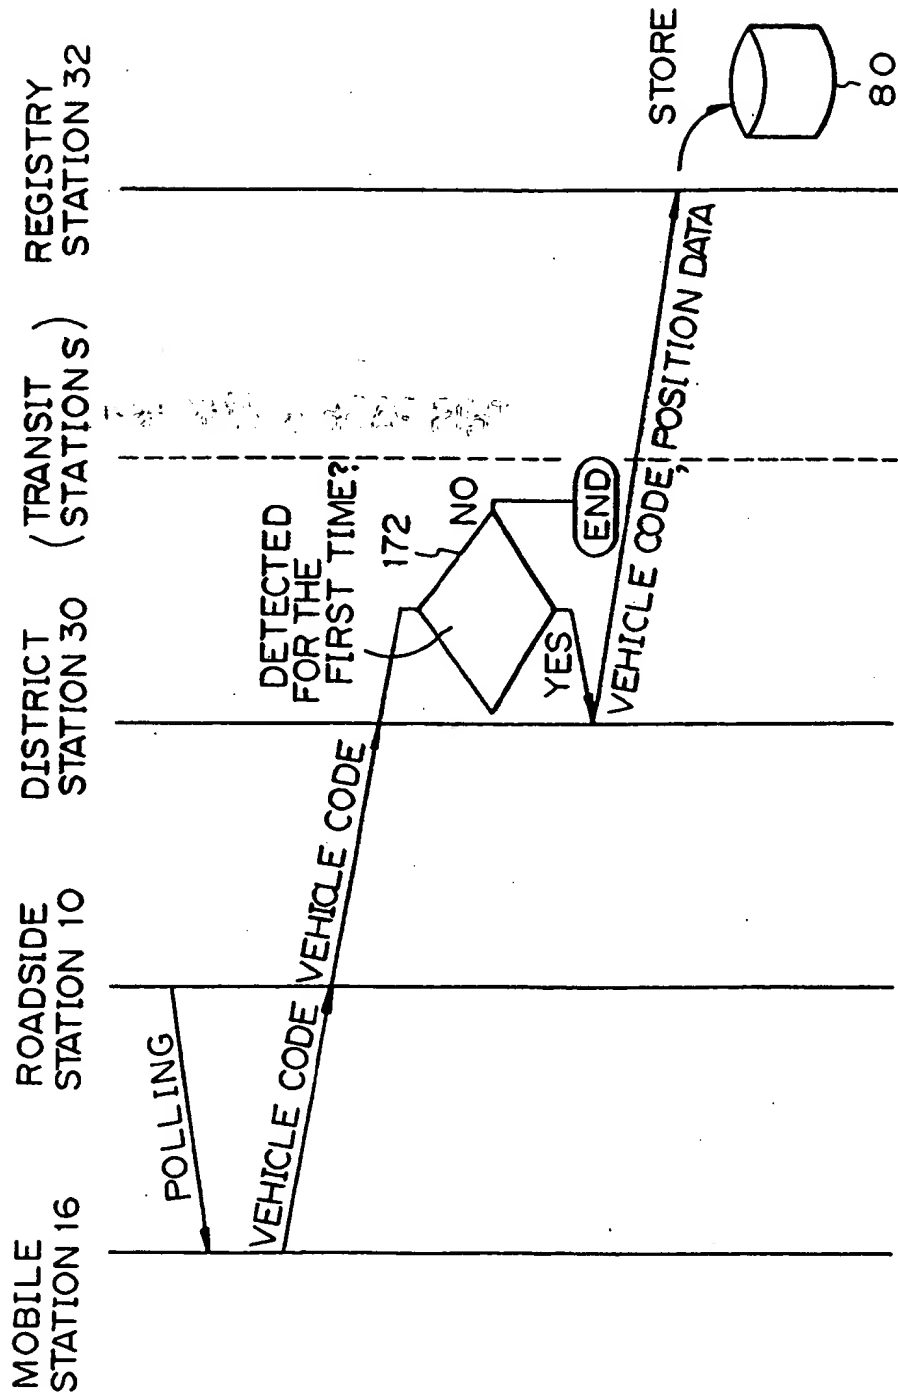 MOBILE
STATION 16
ROADSIDE
STATION 10
DISTRICT
STATION 30
(TRANSIT
STATIONS)
REGISTRY
STATION 32
POLLING
VEHICLE CODE
VEHICLE CODE
DETECTED
FOR THE
FIRST TIME?
172
NO
END
YES
VEHICLE CODE, POSITION DATA
STORE
80